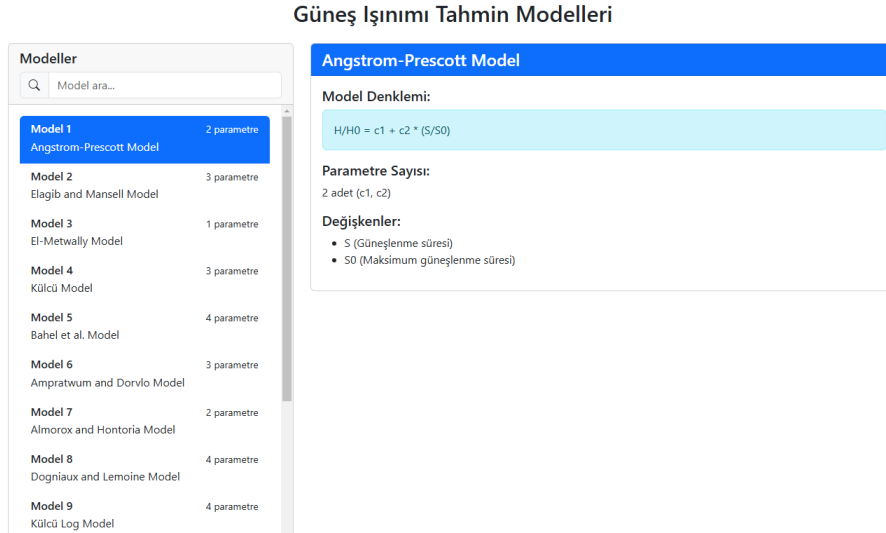 Güneş Işınımı Tahmin Modelleri
Modeller
Model ara...
Model 1 2 parametre
Angstrom-Prescott Model
Model 2 3 parametre
Elagib and Mansell Model
Model 3 1 parametre
El-Metwally Model
Model 4 3 parametre
Külcü Model
Model 5 4 parametre
Bahel et al. Model
Model 6 3 parametre
Ampratwum and Dorvlo Model
Model 7 2 parametre
Almorox and Hontoria Model
Model 8 4 parametre
Dogniaux and Lemoine Model
Model 9 4 parametre
Külcü Log Model
Angstrom-Prescott Model
Model Denklemi:
H/H0 = c1 + c2 * (S/S0)
Parametre Sayısı:
2 adet (c1, c2)
Değişkenler:
• S (Güneşlenme süresi)
• S0 (Maksimum güneşlenme süresi)